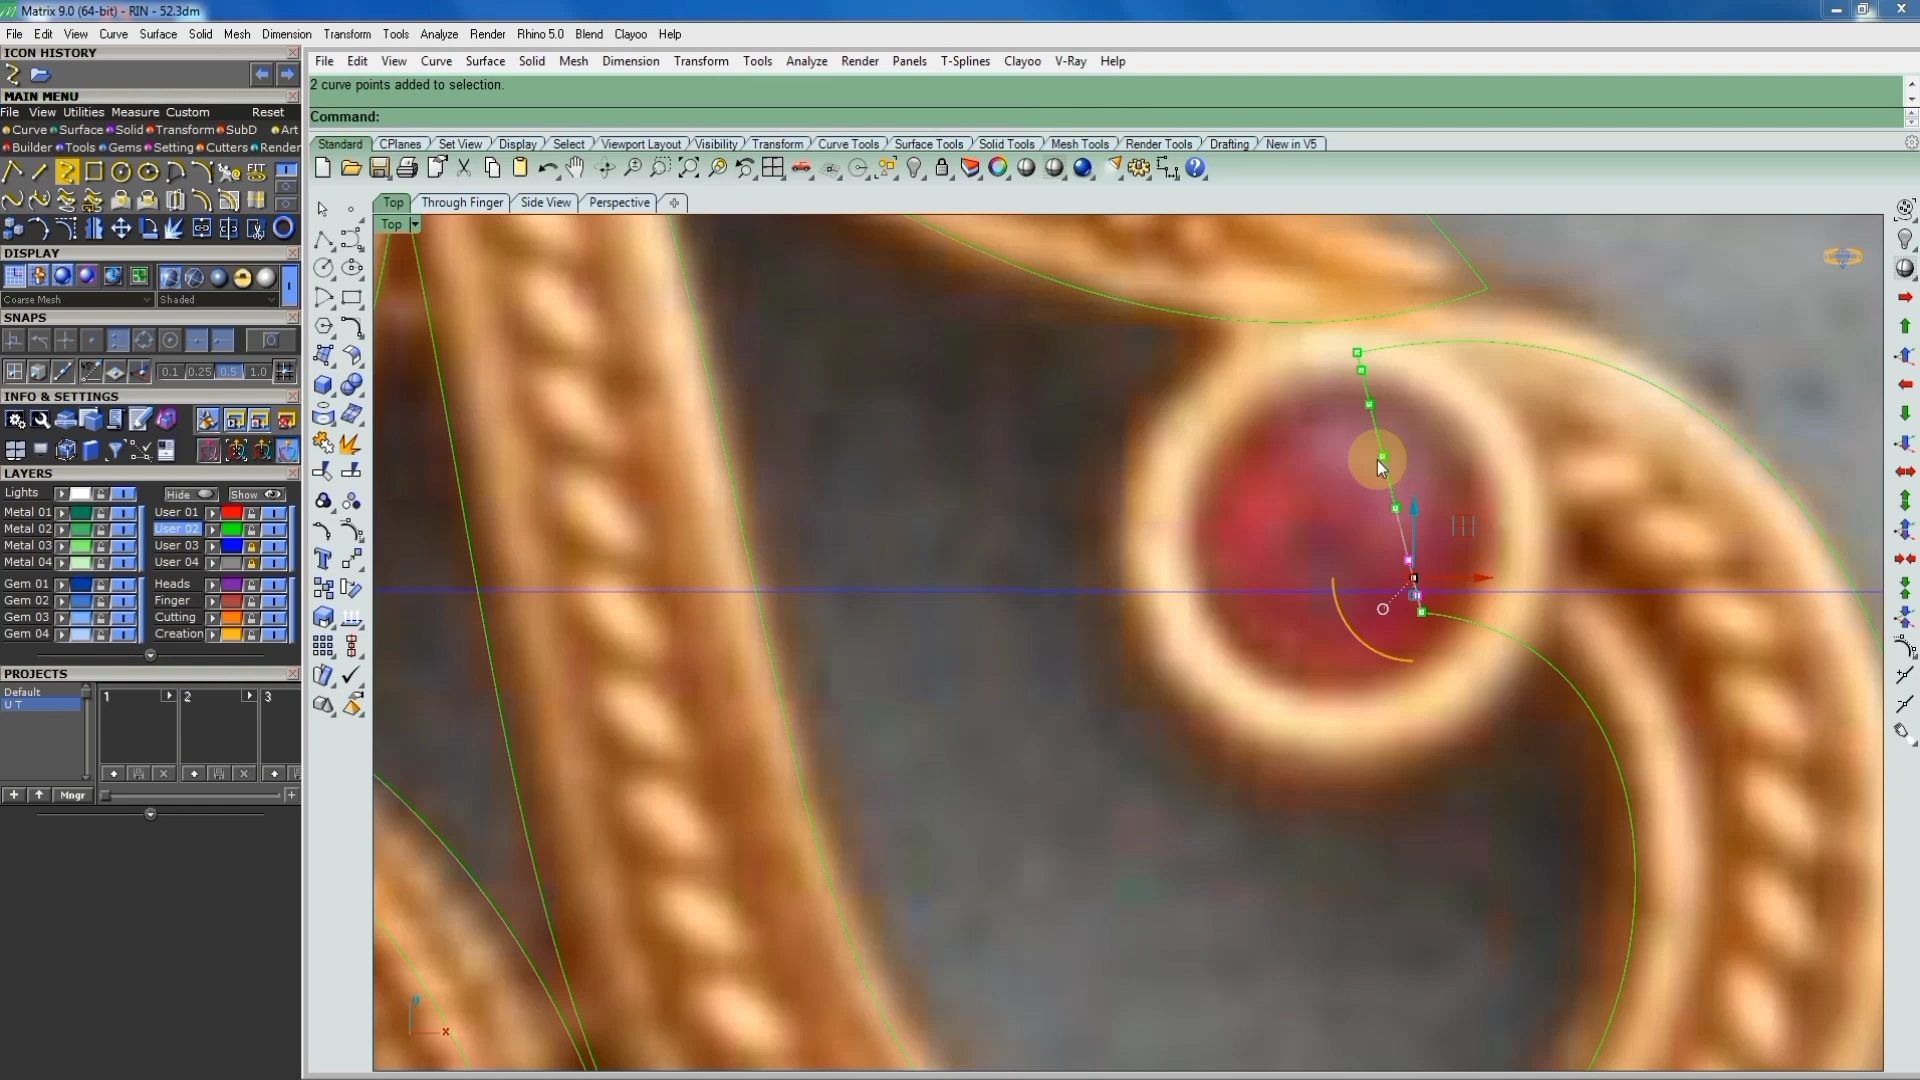 Matrix 9.0 (64-bit) - RIN - 52.3dm
File Edit View Curve Surface Solid Mesh Dimension Transform Tools Analyze Render Rhino 5.0 Blend Clayoo Help
ICON HISTORY
MAIN MENU
File View Utilities Measure Custom Reset
Curve Surface Solid Transform SubD Art
Builder Tools Gems Setting Cutters Render
FIT
DISPLAY
Coarse Mesh Shaded
SNAPS
0.1 0.25 0.5 1.0
INFO & SETTINGS
LAYERS
Lights Hide Show
Metal 01 User 01
Metal 02 User 02
Metal 03 User 03
Metal 04 User 04
Gem 01 Heads
Gem 02 Finger
Gem 03 Cutting
Gem 04 Creation
PROJECTS
Default
U T
1 2 3
Mngr
File Edit View Curve Surface Solid Mesh Dimension Transform Tools Analyze Render Panels T-Splines Clayoo V-Ray Help
2 curve points added to selection.
Command:
Standard CPlanes Set View Display Select Viewport Layout Visibility Transform Curve Tools Surface Tools Solid Tools Mesh Tools Render Tools Drafting New in V5
Top Through Finger Side View Perspective
Top
y
x